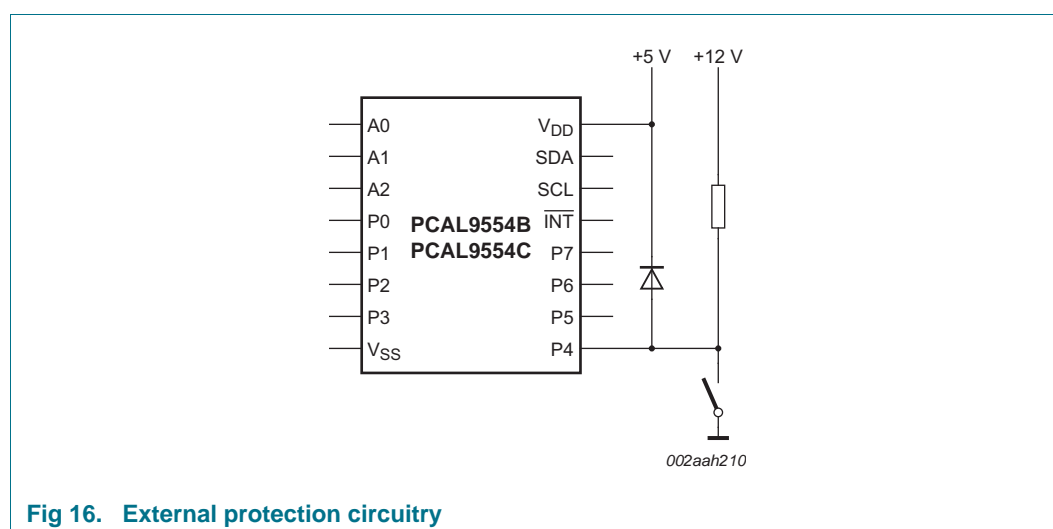 +5 V +12 V
A0 VDD
A1 SDA
A2 SCL
P0 INT
PCAL9554B
P1 P7
PCAL9554C
P2 P6
P3 P5
VSS P4
002aah210
Fig 16. External protection circuitry